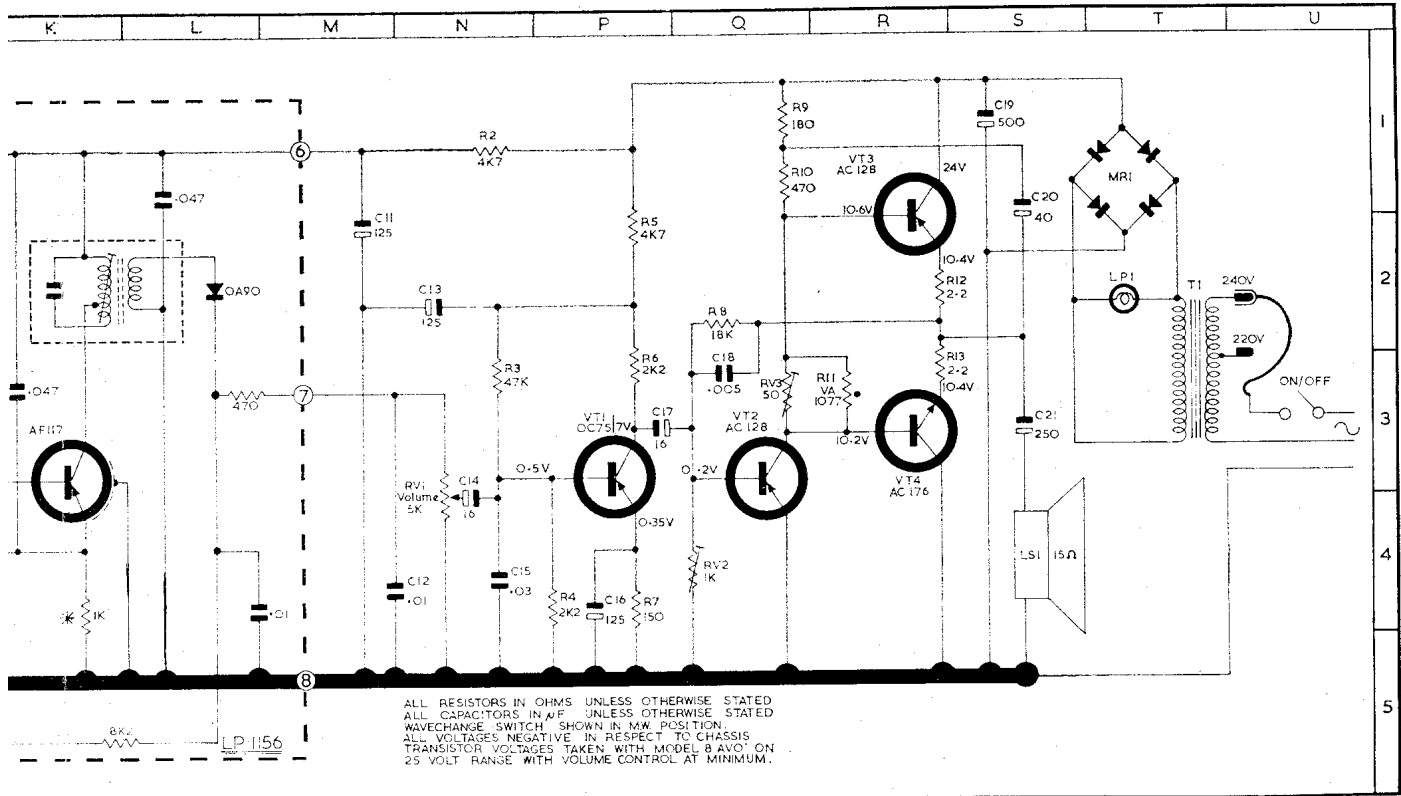 K L M N P Q R S T U
1
2
3
4
5
.047
OA90
.047
470
AF117
1K
.01
8K2
LP 1156
6
7
8
C11
125
R2
4K7
C13
125
R3
47K
RV1
Volume
5K
C14
16
C12
.01
C15
.03
0.5V
R5
4K7
R6
2K2
VT1
OC75
7V
C17
16
0.35V
R4
2K2
C16
125
R7
150
R8
18K
C18
.005
VT2
AC128
0.2V
RV2
1K
R9
180
R10
470
RV3
50
R11
VA
1077
VT3
AC128
24V
10.6V
10.4V
R12
2.2
R13
2.2
10.4V
10.2V
VT4
AC176
C19
500
C20
40
C21
250
LS1
15Ω
MR1
LP1
T1
240V
220V
ON/OFF
ALL RESISTORS IN OHMS UNLESS OTHERWISE STATED
ALL CAPACITORS IN µF UNLESS OTHERWISE STATED
WAVECHANGE SWITCH SHOWN IN M.W. POSITION.
ALL VOLTAGES NEGATIVE IN RESPECT TO CHASSIS
TRANSISTOR VOLTAGES TAKEN WITH MODEL 8 AVO' ON
25 VOLT RANGE WITH VOLUME CONTROL AT MINIMUM.